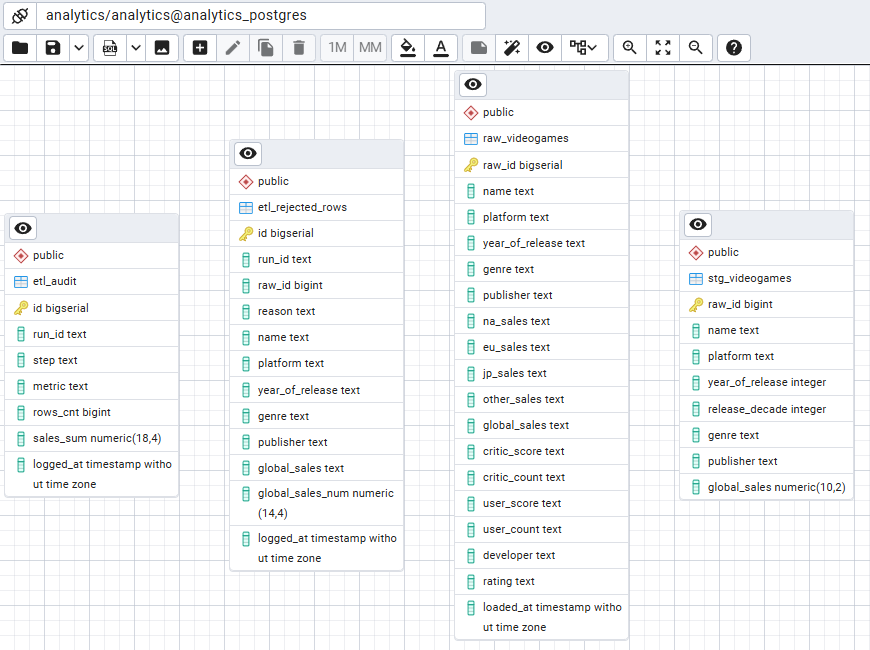 analytics/analytics@analytics_postgres
SQL
1M
MM
A
public
etl_audit
id bigserial
run_id text
step text
metric text
rows_cnt bigint
sales_sum numeric(18,4)
logged_at timestamp witho
ut time zone
public
etl_rejected_rows
id bigserial
run_id text
raw_id bigint
reason text
name text
platform text
year_of_release text
genre text
publisher text
global_sales text
global_sales_num numeric
(14,4)
logged_at timestamp witho
ut time zone
public
raw_videogames
raw_id bigserial
name text
platform text
year_of_release text
genre text
publisher text
na_sales text
eu_sales text
jp_sales text
other_sales text
global_sales text
critic_score text
critic_count text
user_score text
user_count text
developer text
rating text
loaded_at timestamp witho
ut time zone
public
stg_videogames
raw_id bigint
name text
platform text
year_of_release integer
release_decade integer
genre text
publisher text
global_sales numeric(10,2)